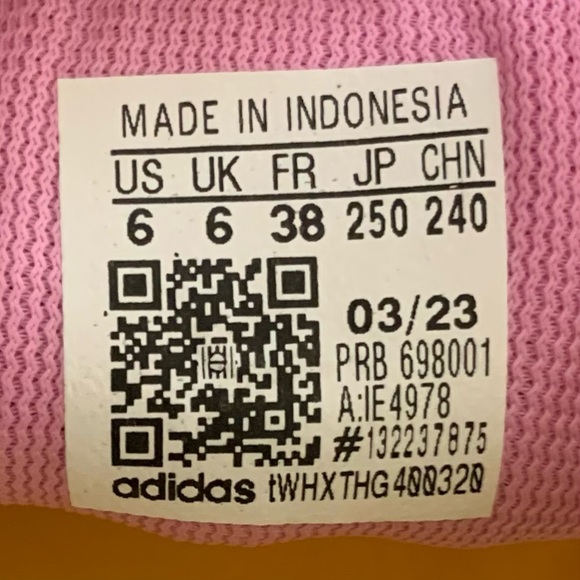 MADE IN INDONESIA
US UK FR JP CHN
6 6 38 250 240
03/23
PRB 698001
A:IE4978
#132237875
adidas tWHXTHG400320